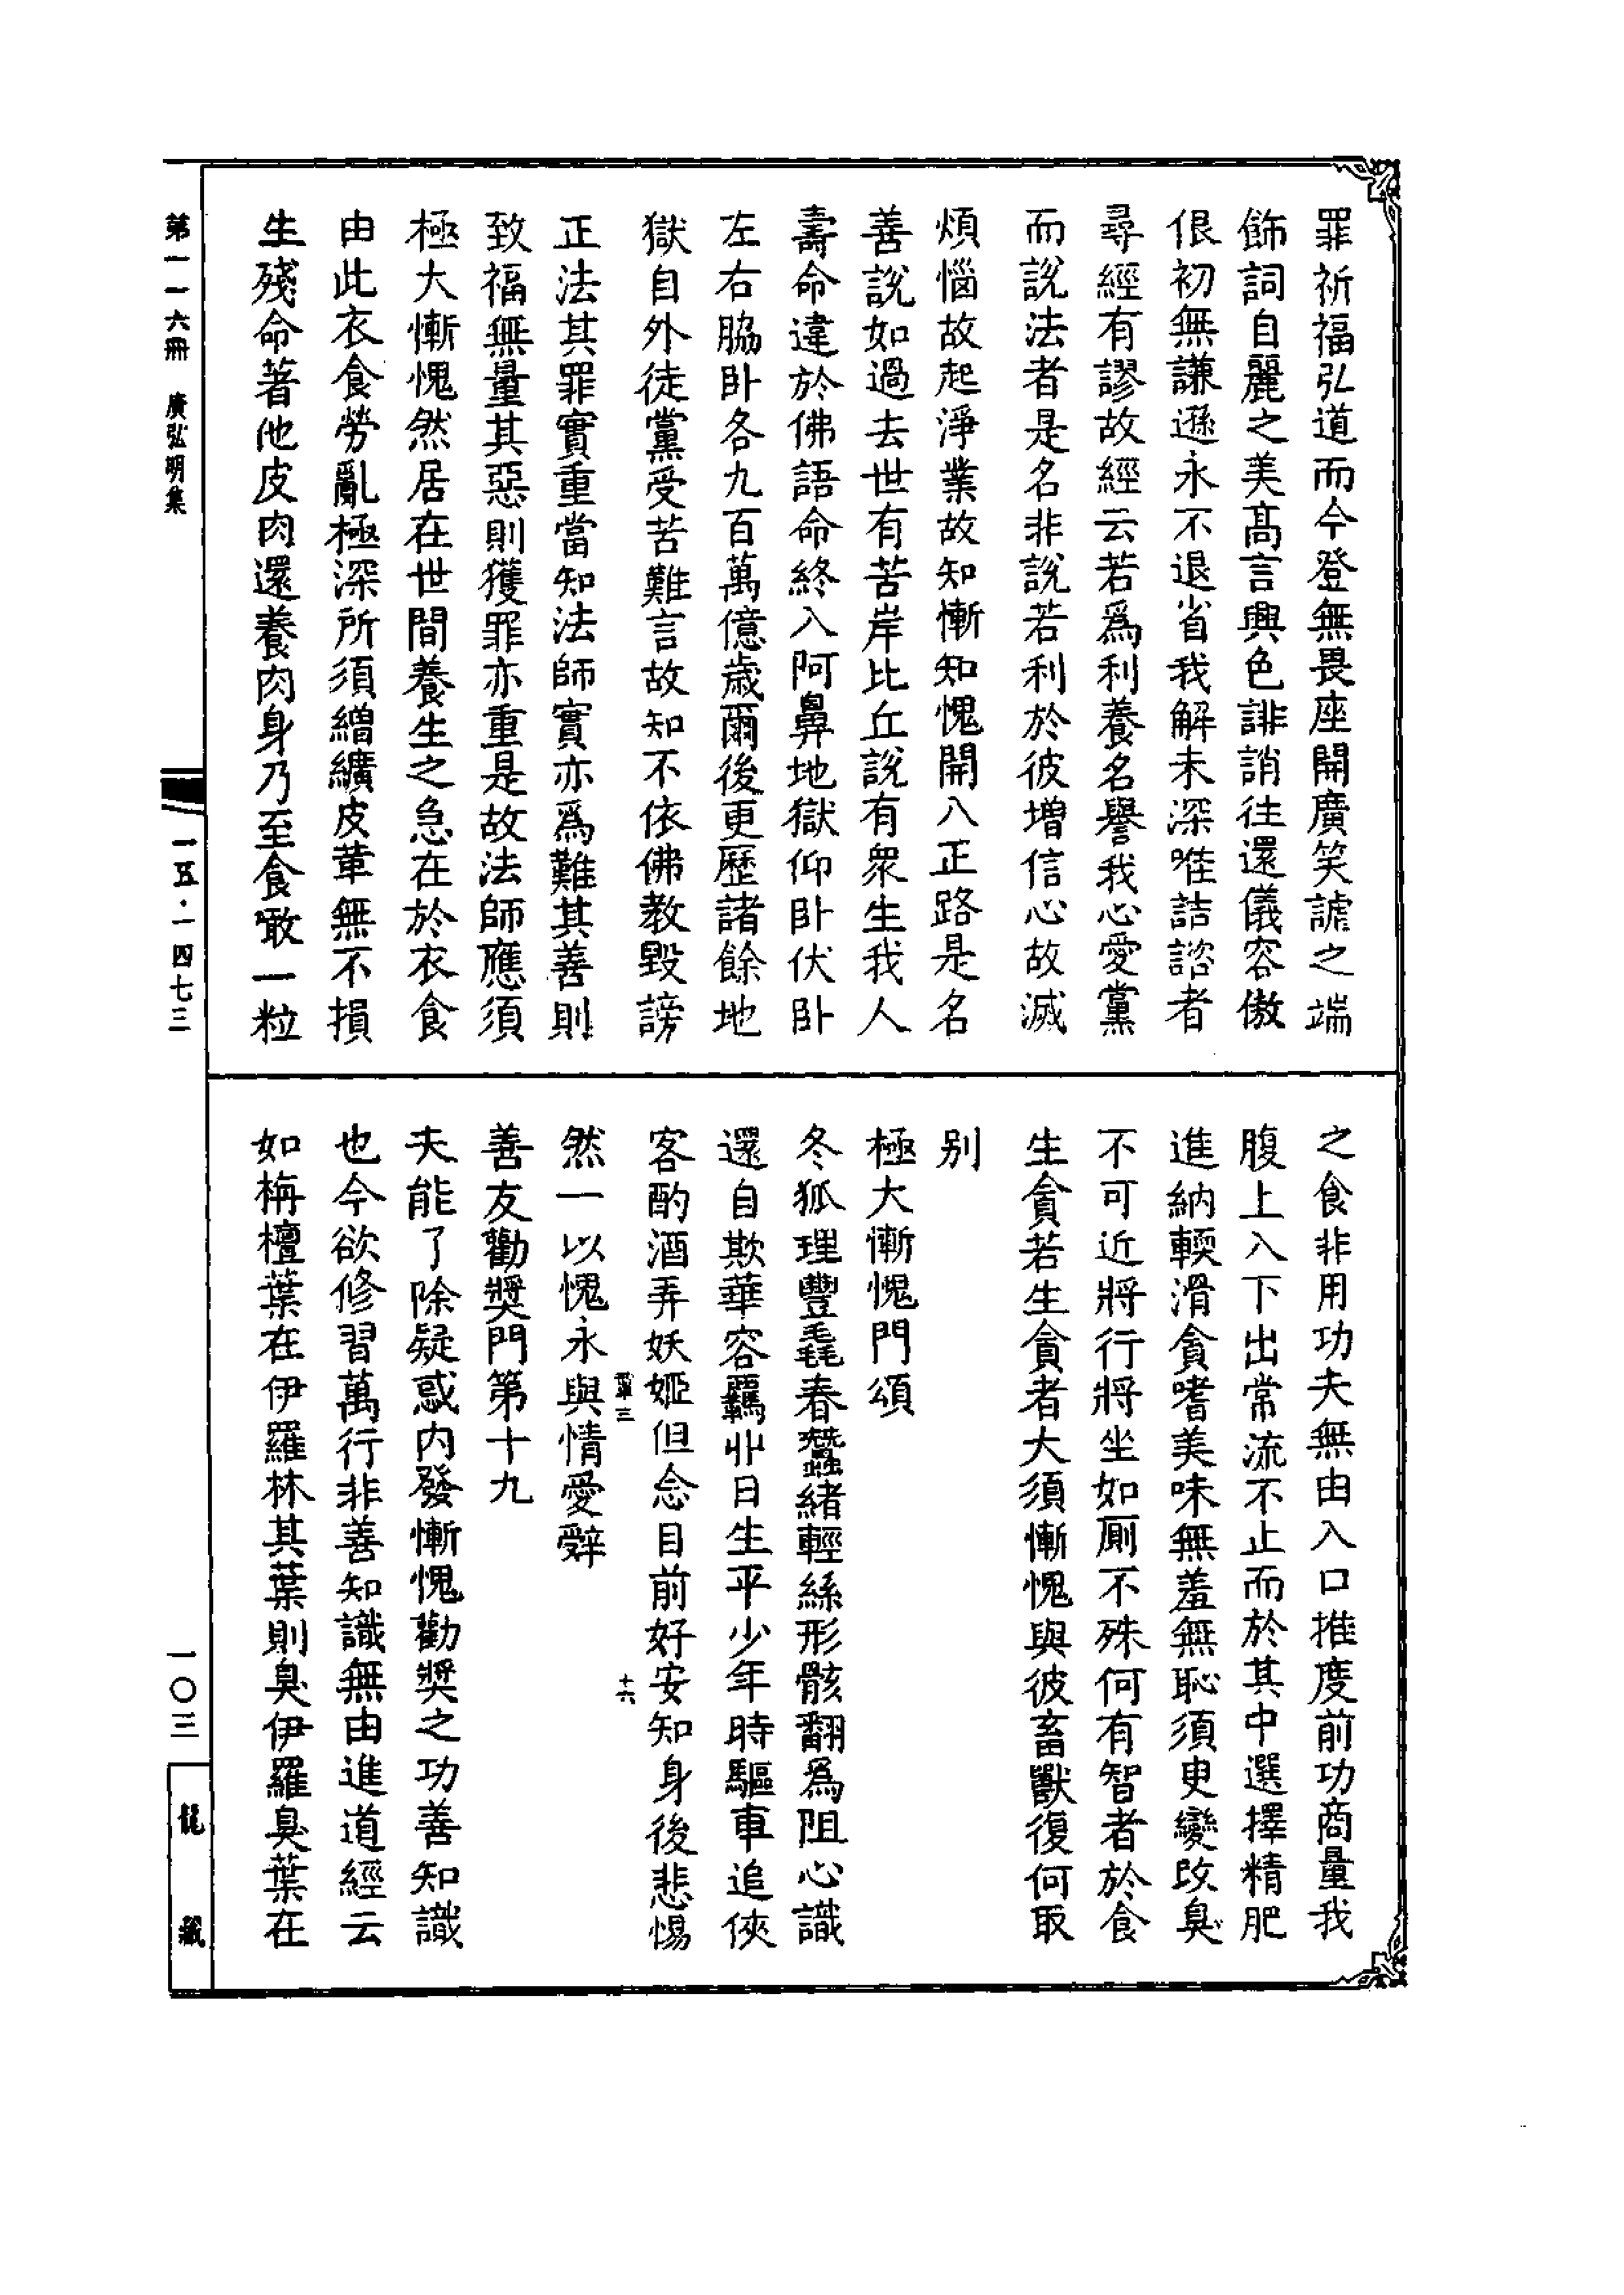 罪祈福弘道而今登無畏座開廣笑謔之端
飾詞自麗之美高言興色誹誚往還儀容傲
佷初無謙遜永不退省我解未深唯詰諮者
尋經有謬故經云若爲利養名譽我心愛黨
而說法者是名非說若利於彼增信心故滅
煩惱故起淨業故知慚知愧開八正路是名
善說如過去世有苦岸比丘說有衆生我人
壽命違於佛語命終入阿鼻地獄仰卧伏卧
左右脇卧各九百萬億歲爾後更歷諸餘地
獄自外徒黨受苦難言故知不依佛教毀謗
正法其罪實重當知法師實亦爲難其善則
致福無量其惡則獲罪亦重是故法師應須
極大慚愧然居在世間養生之急在於衣食
由此衣食勞亂極深所須繒纊皮革無不損
生殘命著他皮肉還養肉身乃至食噉一粒
之食非用功夫無由入口推度前功商量我
腹上入下出常流不止而於其中選擇精肥
進納輭滑貪嗜美味無羞無恥須臾變改臭
不可近將行將坐如厠不殊何有智者於食
生貪若生貪者大須慚愧與彼畜獸復何取
别
極大慚愧門頌
冬狐理豐毳春蠶緒輕絲形骸翻爲阻心識
還自欺華容羈丱日生平少年時驅車追俠
客酌酒弄妖姬但念目前好安知身後悲惕
然一以愧永與情愛辭
十六
善友勸奬門第十九
夫能了除疑惑内發慚愧勸奬之功善知識
也今欲修習萬行非善知識無由進道經云
如栴檀葉在伊羅林其葉則臭伊羅臭葉在
第一一六冊 廣弘明集
一五·一四七三
一〇三
龍藏